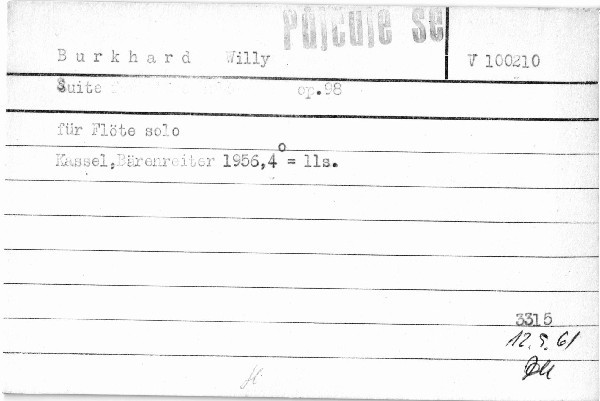 Půjčuje se
Burkhard Willy
V 100210
Suite op.98
für Flöte solo
Kassel, Bärenreiter 1956, 4° = 11s.
3315
12.5.61